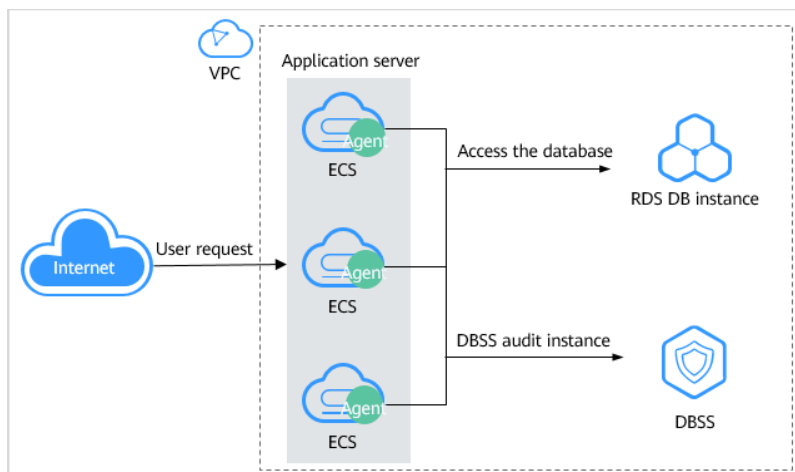 VPC
Application server
Agent
ECS
Access the database
RDS DB instance
Internet
User request
Agent
ECS
DBSS audit instance
DBSS
Agent
ECS